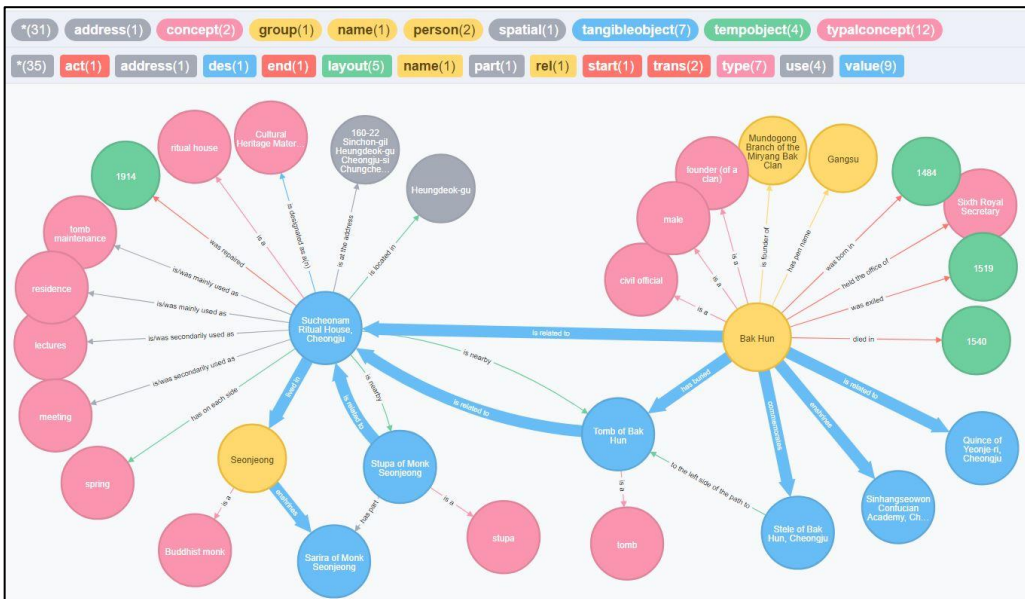 *(31) address(1) concept(2) group(1) name(1) person(2) spatial(1) tangibleobject(7) tempobject(4) typalconcept(12)
*(35) act(1) address(1) des(1) end(1) layout(5) name(1) part(1) rel(1) start(1) trans(2) type(7) use(4) value(9)
1914
ritual house
Cultural
Heritage Mater...
160-22
Sinchon-gil
Heungdeok-gu
Cheongju-si
Chungche...
Heungdeok-gu
tomb
maintenance
residence
lectures
meeting
spring
was repaired
is a
is designated as a(n)
is at the address
is located in
is/was mainly used as
is/was mainly used as
is/was secondarily used as
is/was secondarily used as
has on each side
Sucheonam
Ritual House,
Cheongju
lived in
is related to
is nearby
is nearby
is related to
is related to
Seonjeong
is a
enshrines
Buddhist monk
Stupa of Monk
Seonjeong
has part
is a
Sarira of Monk
Seonjeong
stupa
founder (of a
clan)
male
civil official
Mundogong
Branch of the
Miryang Bak
Clan
Gangsu
1484
Sixth Royal
Secretary
1519
1540
is a
is a
is a
is founder of
has pen name
was born in
held the office of
was exiled
died in
Bak Hun
has buried
commemorates
enshrines
is related to
Tomb of Bak
Hun
is a
tomb
to the left side of the path to
Stele of Bak
Hun, Cheongju
Sinhangseowon
Confucian
Academy, Ch...
Quince of
Yeonje-ri,
Cheongju